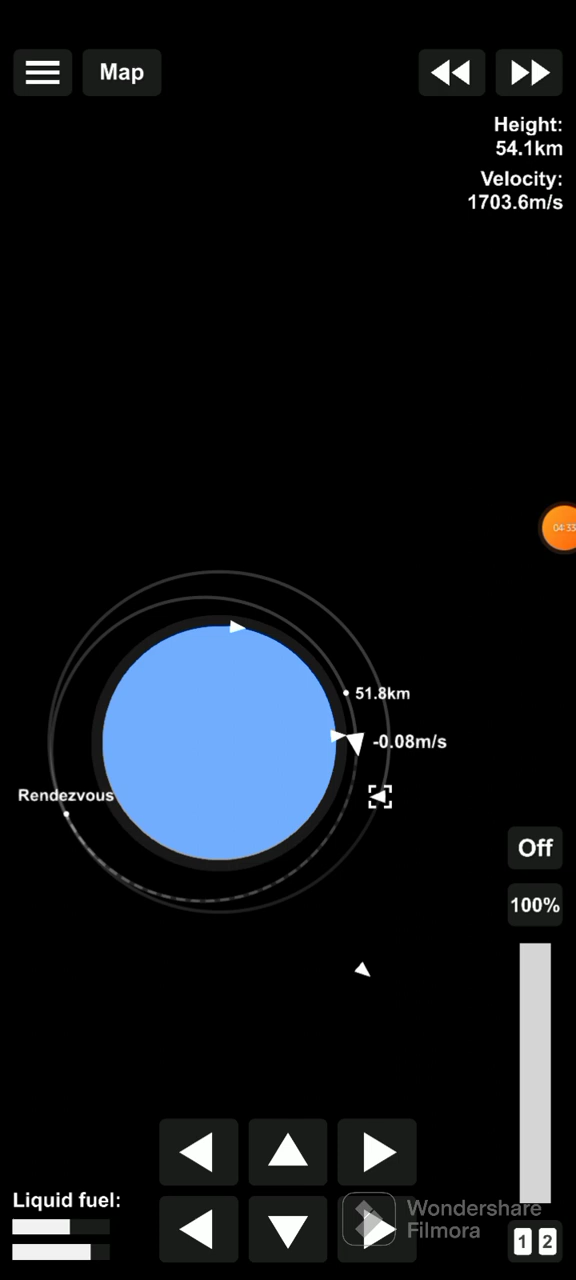 Map
Height:
54.1km
Velocity:
1703.6m/s
04:33
51.8km
-0.08m/s
Rendezvous
Off
100%
Liquid fuel:
Wondershare
Filmora
1 2